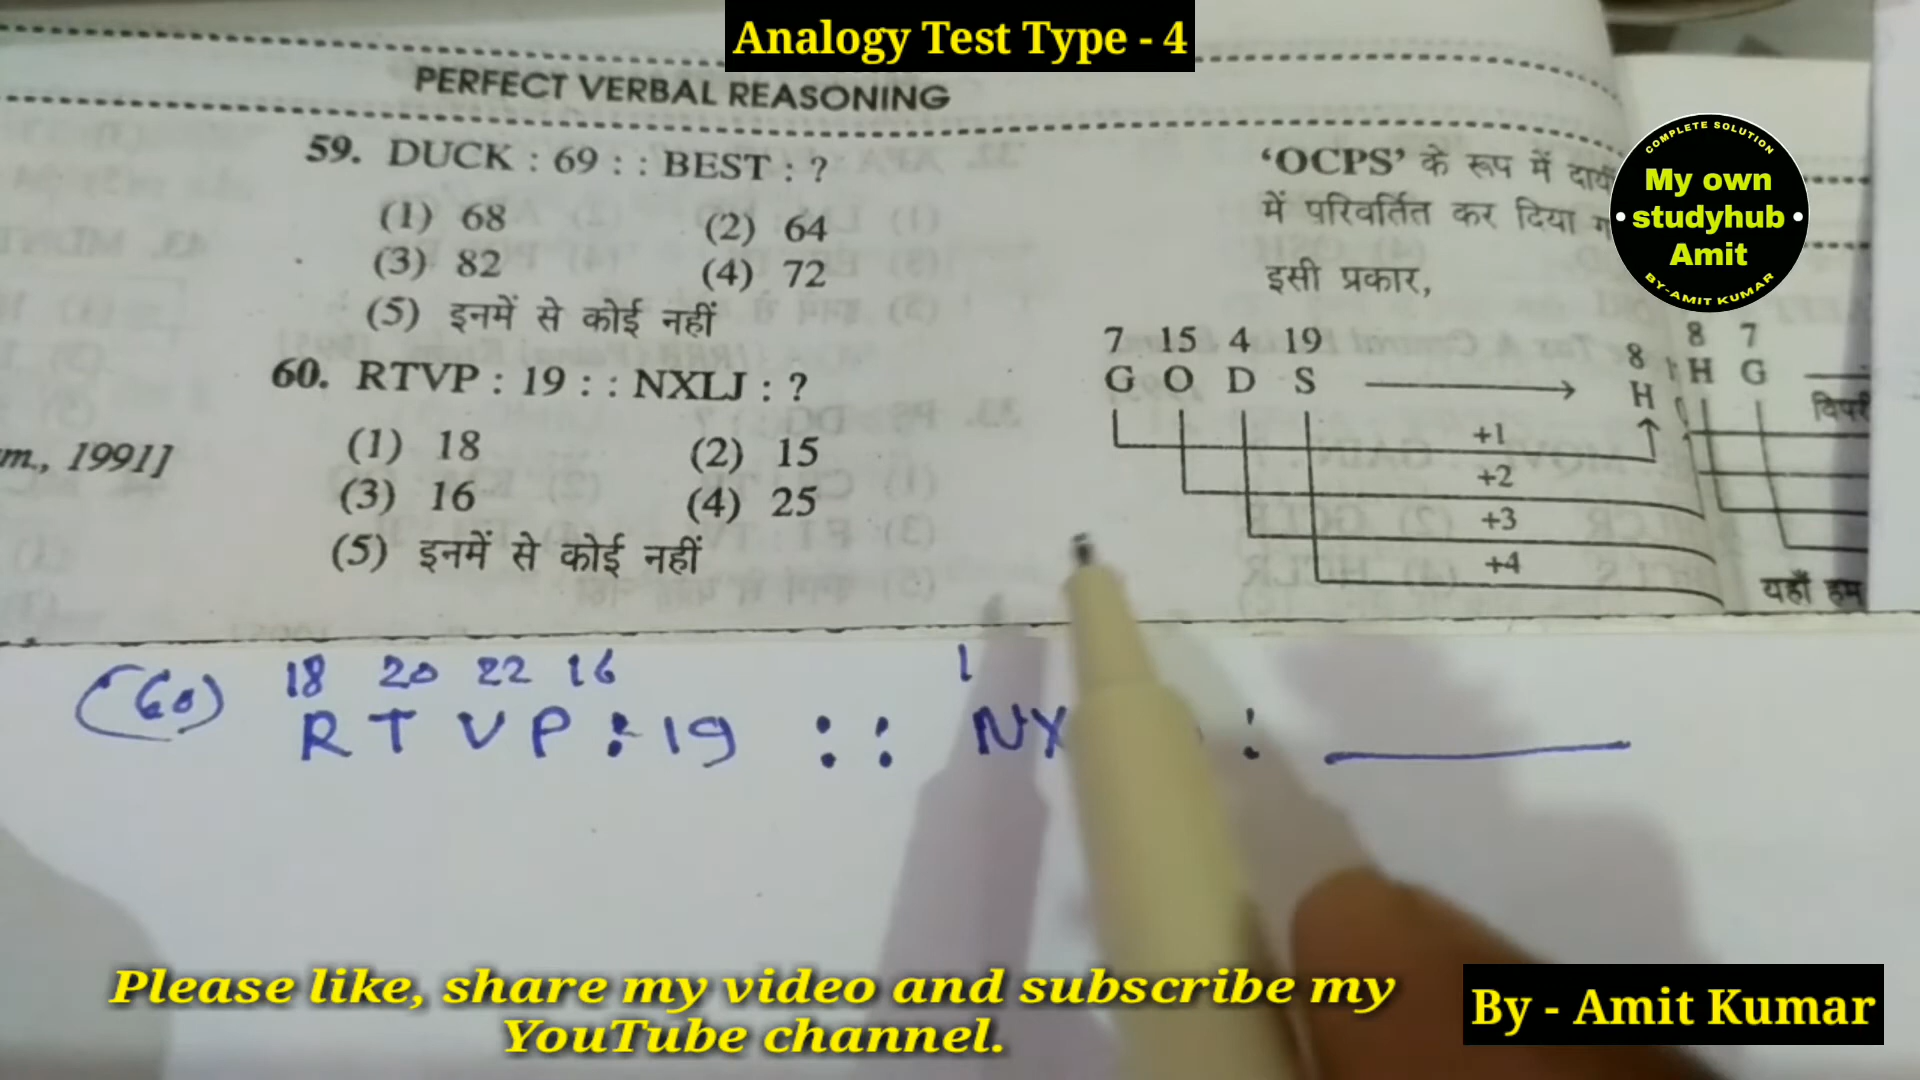 Analogy Test Type - 4
PERFECT VERBAL REASONING
59. DUCK : 69 : : BEST : ?
(1) 68 (2) 64
(3) 82 (4) 72
(5) इनमें से कोई नहीं
60. RTVP : 19 : : NXLJ : ?
(1) 18 (2) 15
(3) 16 (4) 25
(5) इनमें से कोई नहीं
m., 1991]
‘OCPS’ के रूप में
में परिवर्तित कर दिया
इसी प्रकार,
7 15 4 19 8 8 7
G O D S H H G
+1
+2
+3
+4
यहाँ हम
COMPLETE SOLUTION
My own
studyhub
Amit
BY-AMIT KUMAR
(60) 18 20 22 16 1
R T V P : 19 : : NX :
Please like, share my video and subscribe my
YouTube channel.
By - Amit Kumar